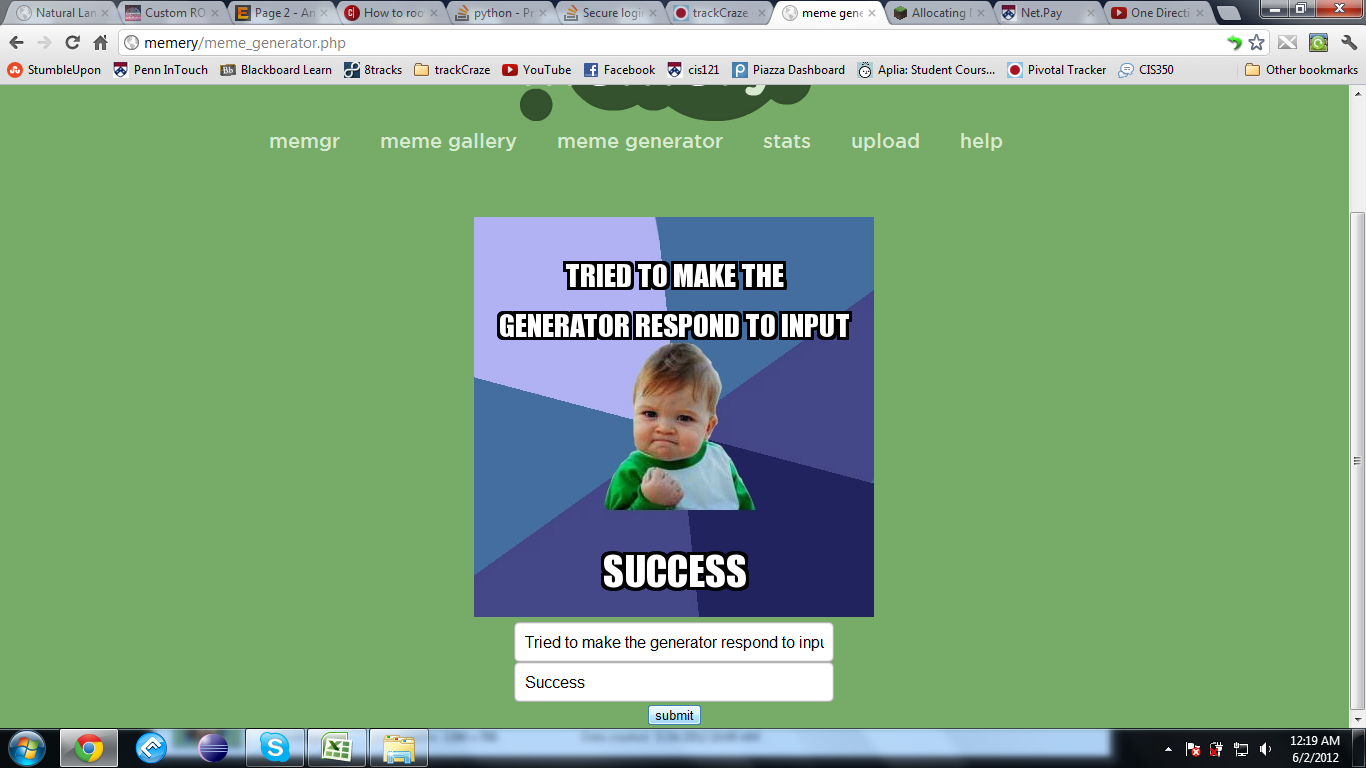 Natural Lan
Custom RO
Page 2 - An
How to roo
python - Pr
Secure logi
trackCraze
meme gene
Allocating
Net.Pay
One Directi
memery/meme_generator.php
StumbleUpon
Penn InTouch
Bb
Blackboard Learn
8tracks
trackCraze
YouTube
Facebook
cis121
Piazza Dashboard
Aplia: Student Cours...
Pivotal Tracker
CIS350
Other bookmarks
memgr
meme gallery
meme generator
stats
upload
help
TRIED TO MAKE THE
GENERATOR RESPOND TO INPUT
SUCCESS
Tried to make the generator respond to inpu
Success
submit
12:19 AM
6/2/2012